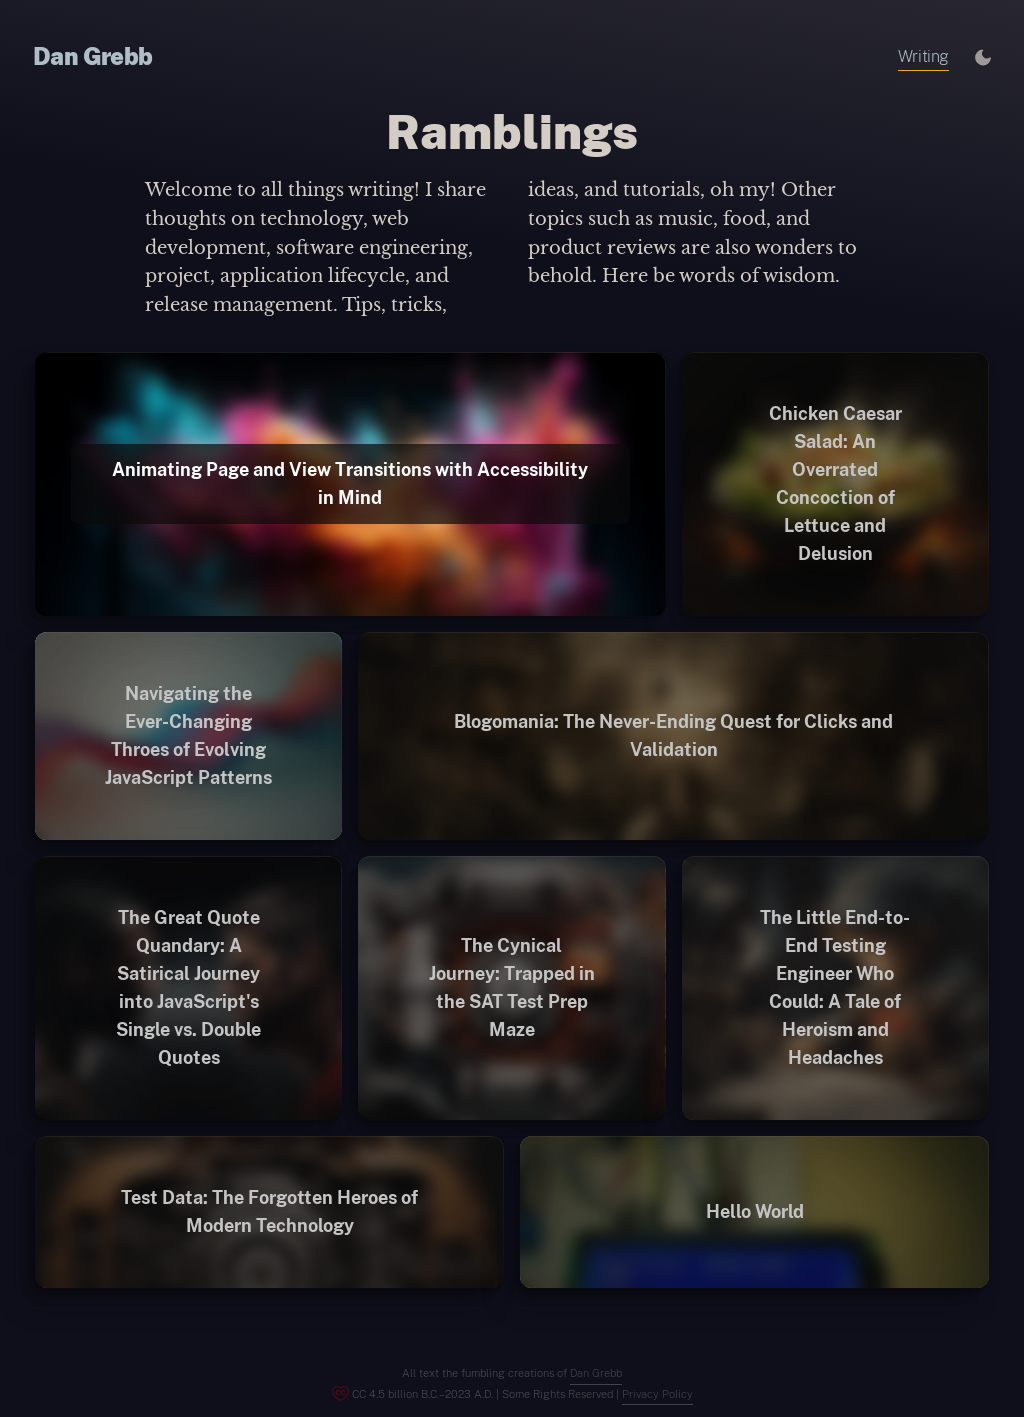 Dan Grebb
Writing
Ramblings
Welcome to all things writing! I share
thoughts on technology, web
development, software engineering,
project, application lifecycle, and
release management. Tips, tricks,
ideas, and tutorials, oh my! Other
topics such as music, food, and
product reviews are also wonders to
behold. Here be words of wisdom.
Animating Page and View Transitions with Accessibility
in Mind
Chicken Caesar
Salad: An
Overrated
Concoction of
Lettuce and
Delusion
Navigating the
Ever-Changing
Throes of Evolving
JavaScript Patterns
Blogomania: The Never-Ending Quest for Clicks and
Validation
The Great Quote
Quandary: A
Satirical Journey
into JavaScript's
Single vs. Double
Quotes
The Cynical
Journey: Trapped in
the SAT Test Prep
Maze
The Little End-to-
End Testing
Engineer Who
Could: A Tale of
Heroism and
Headaches
Test Data: The Forgotten Heroes of
Modern Technology
Hello World
All text the fumbling creations of Dan Grebb
CC 4.5 billion B.C.–2023 A.D. | Some Rights Reserved | Privacy Policy